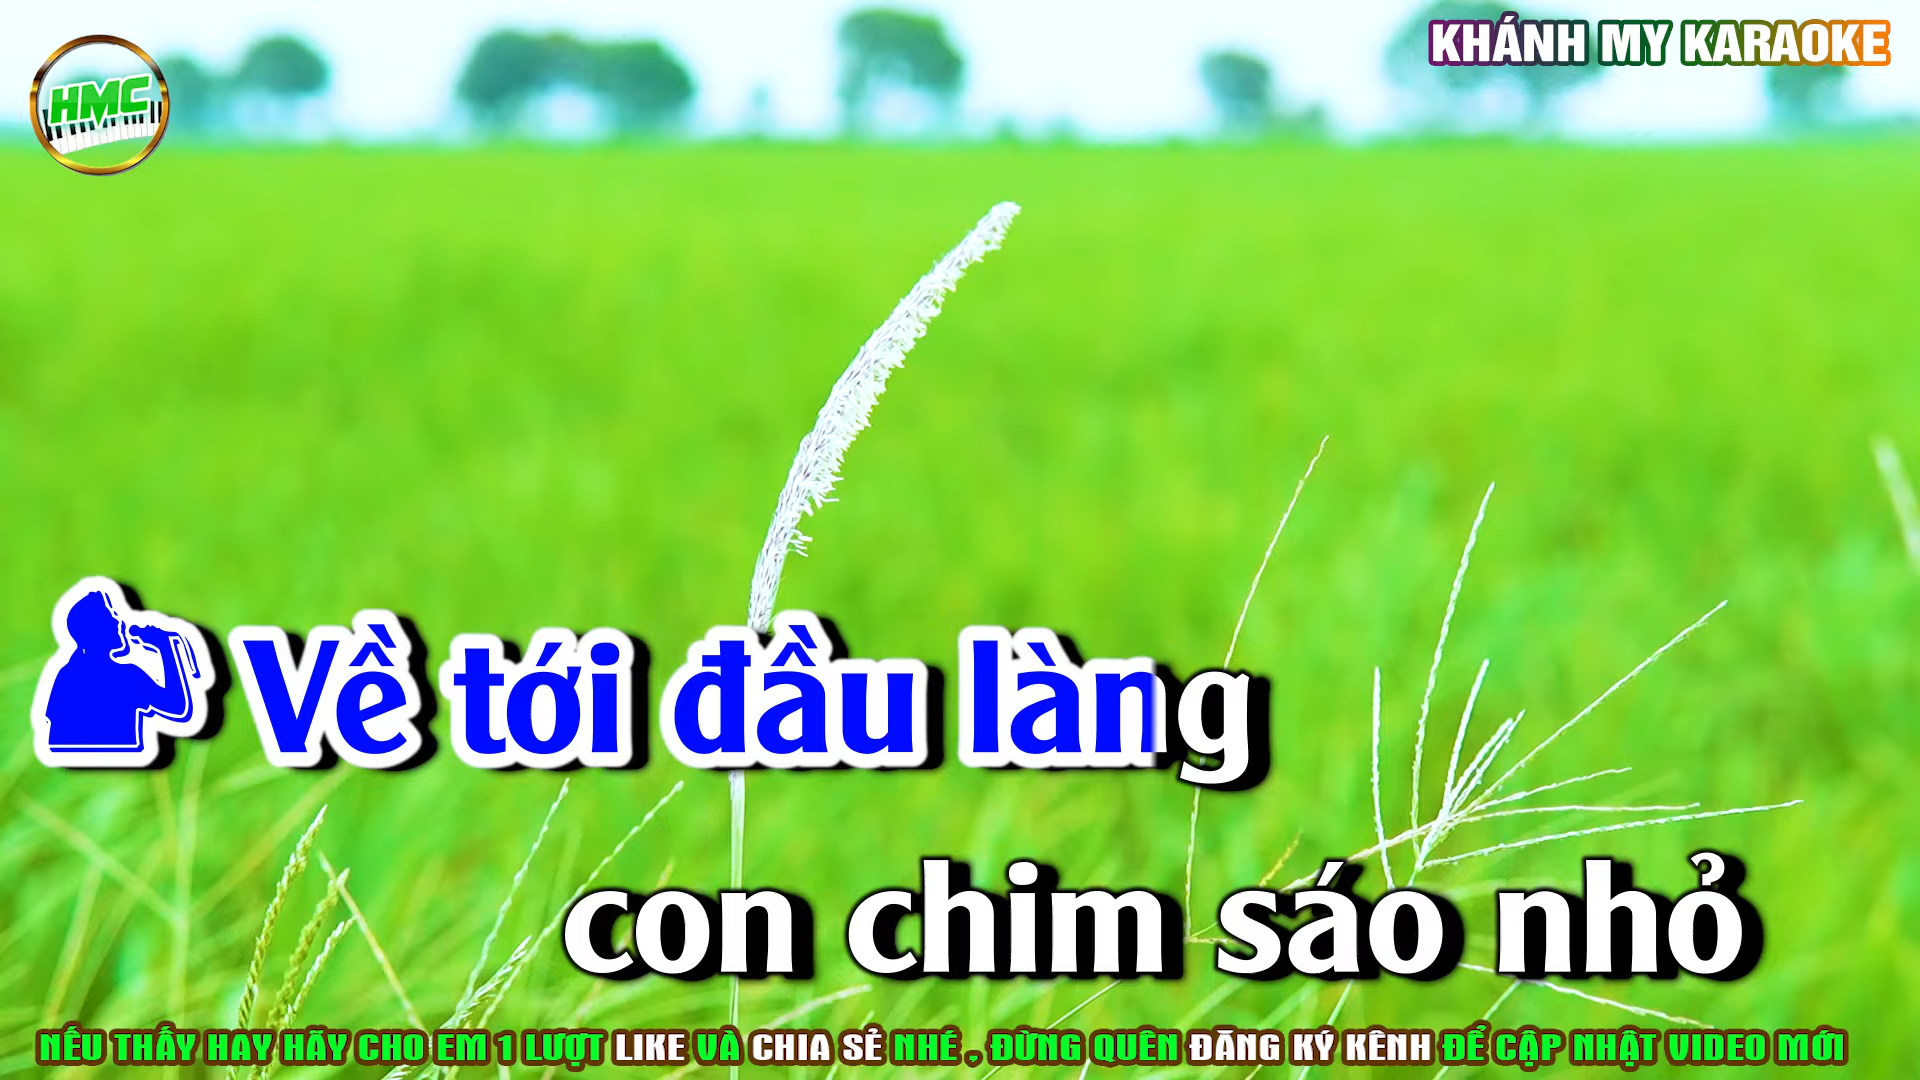 KHÁNH MY KARAOKE
HMC
Về tới đầu làng
con chim sáo nhỏ
NẾU THẤY HAY HÃY CHO EM 1 LƯỢT LIKE VÀ CHIA SẺ NHÉ , ĐỪNG QUÊN ĐĂNG KÝ KÊNH ĐỂ CẬP NHẬT VIDEO MỚI